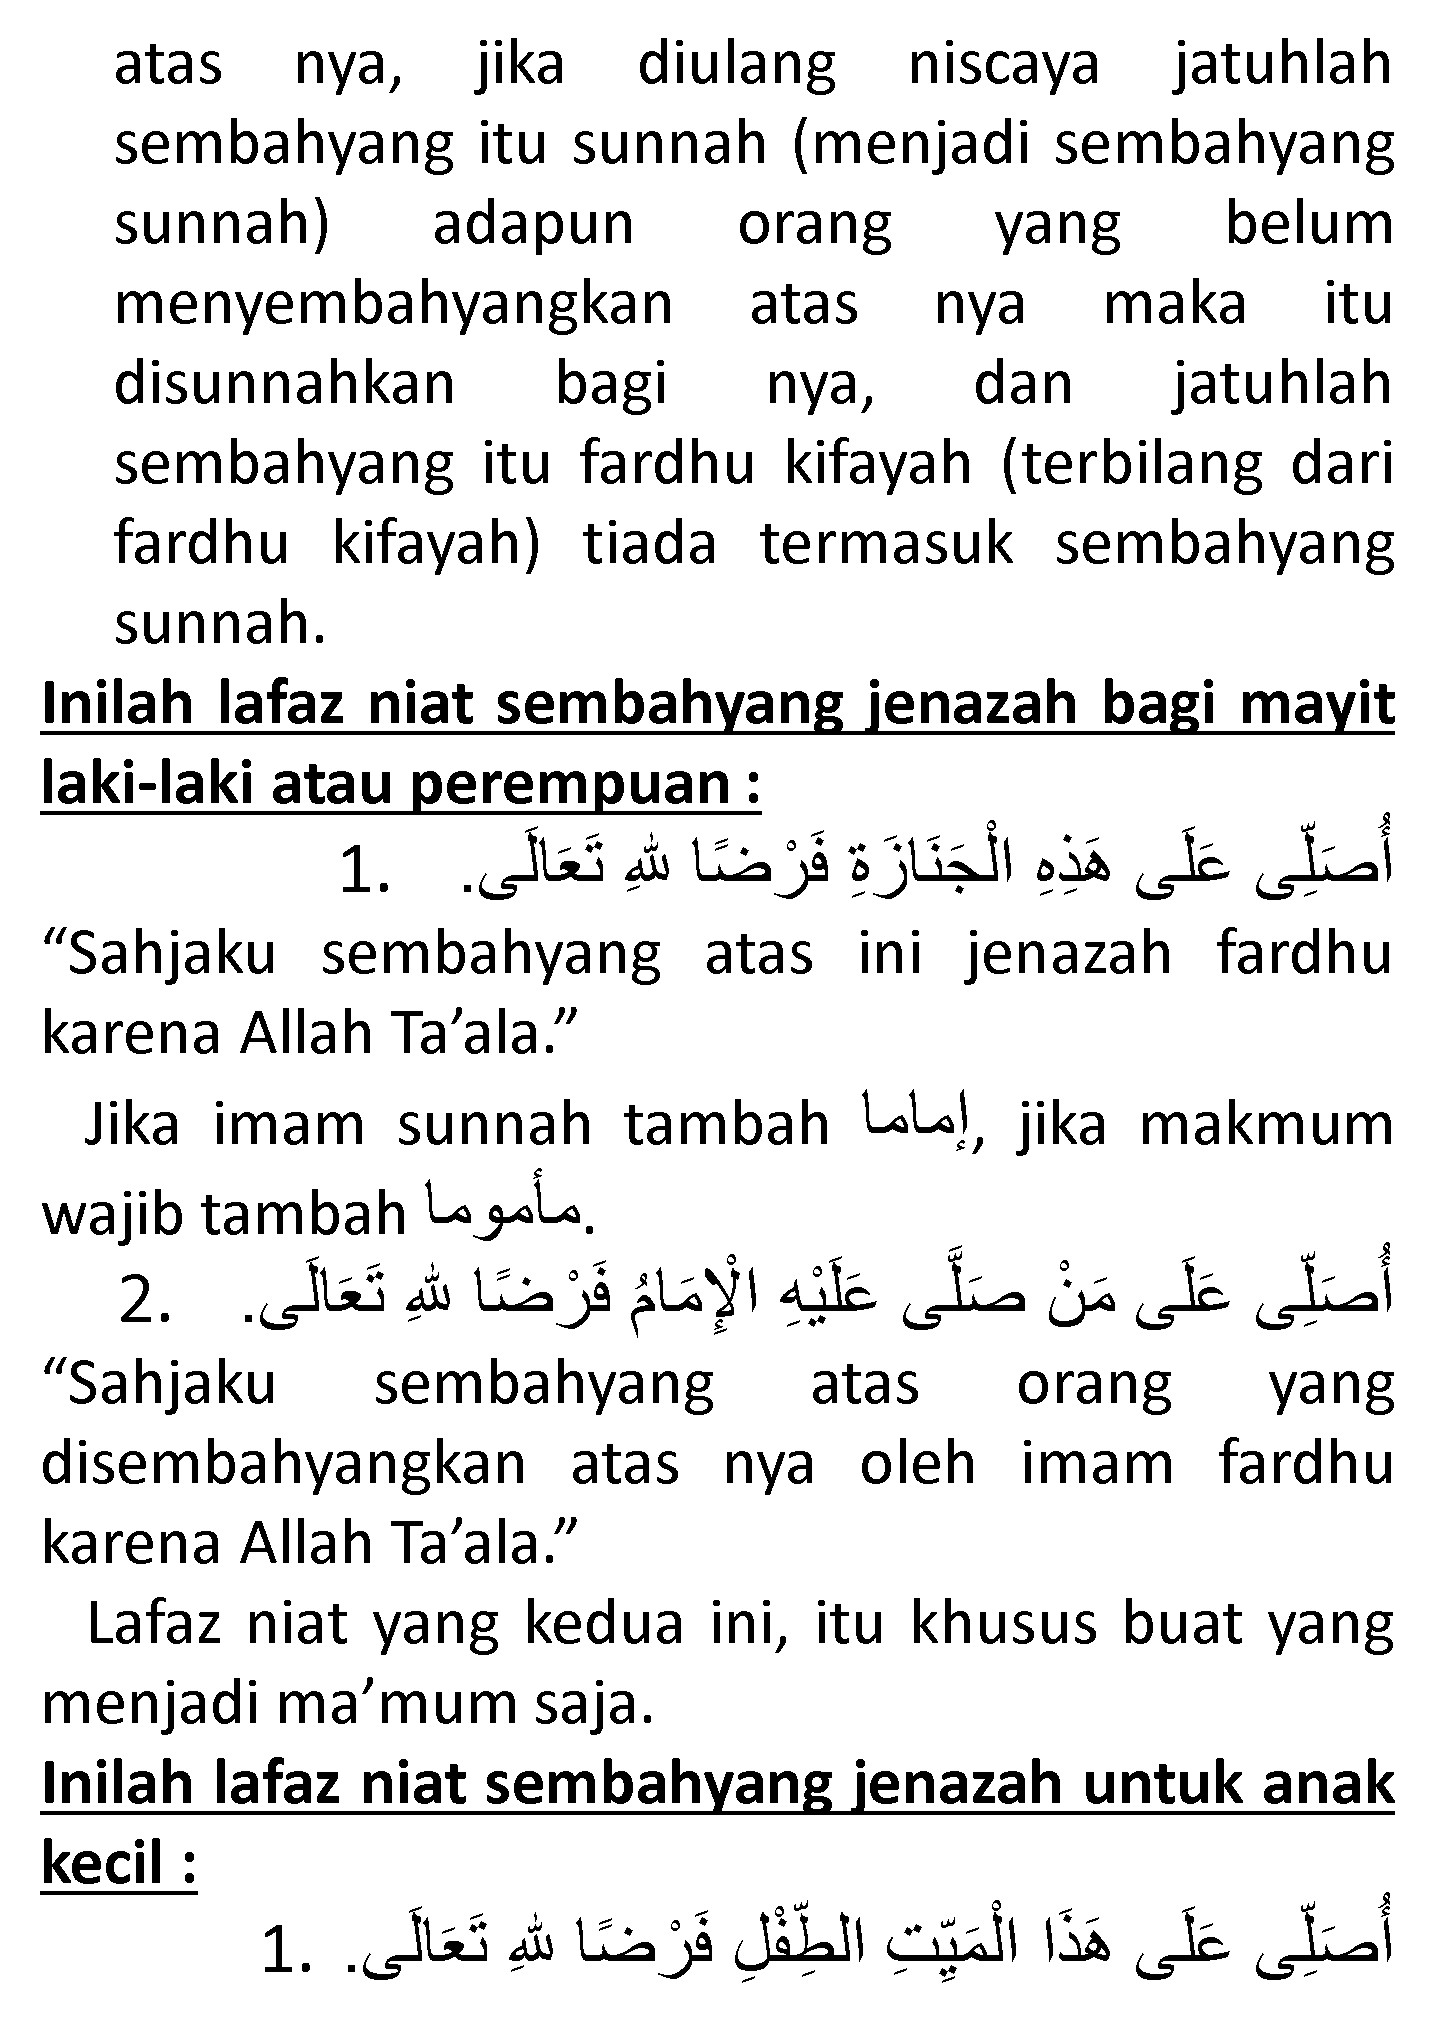 atas nya, jika diulang niscaya jatuhlah
sembahyang itu sunnah (menjadi sembahyang
sunnah) adapun orang yang belum
menyembahyangkan atas nya maka itu
disunnahkan bagi nya, dan jatuhlah
sembahyang itu fardhu kifayah (terbilang dari
fardhu kifayah) tiada termasuk sembahyang
sunnah.
Inilah lafaz niat sembahyang jenazah bagi mayit
laki-laki atau perempuan :
1. أُصَلِّى عَلَى هَذِهِ الْجَنَازَةِ فَرْضًا لله تَعَالَى.
“Sahjaku sembahyang atas ini jenazah fardhu
karena Allah Ta’ala.”
Jika imam sunnah tambah إماما, jika makmum
wajib tambah مأموما.
2. أُصَلِّى عَلَى مَنْ صَلَّى عَلَيْهِ الْإِمَامُ فَرْضًا للهِ تَعَالَى.
“Sahjaku sembahyang atas orang yang
disembahyangkan atas nya oleh imam fardhu
karena Allah Ta’ala.”
Lafaz niat yang kedua ini, itu khusus buat yang
menjadi ma’mum saja.
Inilah lafaz niat sembahyang jenazah untuk anak
kecil :
1. أُصَلِّى عَلَى هَذَا الْمَيِّتِ الطِّفْلِ فَرْضًا للهِ تَعَالَى.